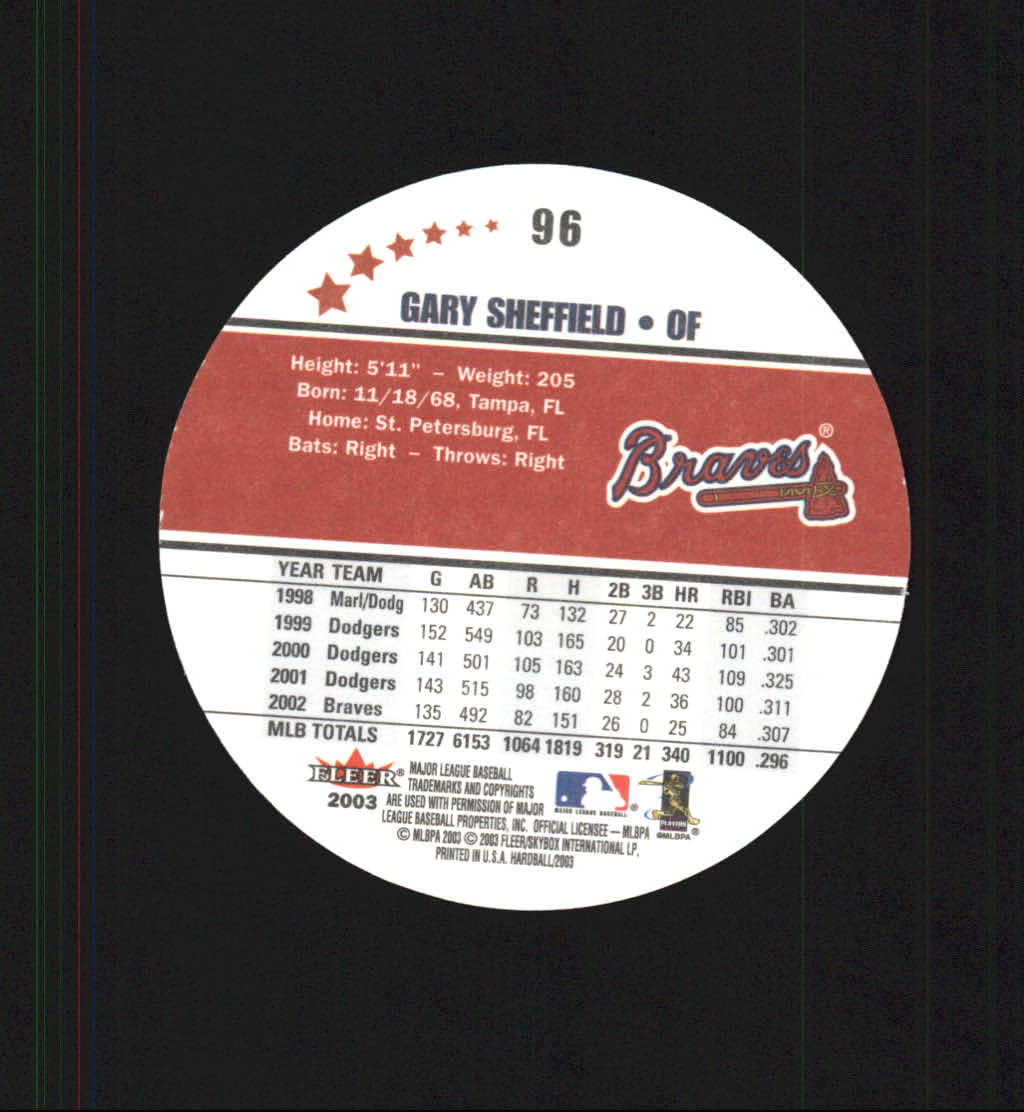 96
GARY SHEFFIELD • OF
Height: 5'11" – Weight: 205
Born: 11/18/68, Tampa, FL
Home: St. Petersburg, FL
Bats: Right – Throws: Right
Braves®
YEAR TEAM G AB R H 2B 3B HR RBI BA
1998 Marl/Dodg 130 437 73 132 27 2 22 85 .302
1999 Dodgers 152 549 103 165 20 0 34 101 .301
2000 Dodgers 141 501 105 163 24 3 43 109 .325
2001 Dodgers 143 515 98 160 28 2 36 100 .311
2002 Braves 135 492 82 151 26 0 25 84 .307
MLB TOTALS 1727 6153 1064 1819 319 21 340 1100 .296
FLEER®
2003
MAJOR LEAGUE BASEBALL
TRADEMARKS AND COPYRIGHTS
ARE USED WITH PERMISSION OF MAJOR
LEAGUE BASEBALL PROPERTIES, INC. OFFICIAL LICENSEE – MLBPA
© MLBPA 2003 © 2003 FLEER/SKYBOX INTERNATIONAL LP,
PRINTED IN U.S.A. HARDBALL/2003
MAJOR LEAGUE BASEBALL®
PLAYERS
©MLBPA®